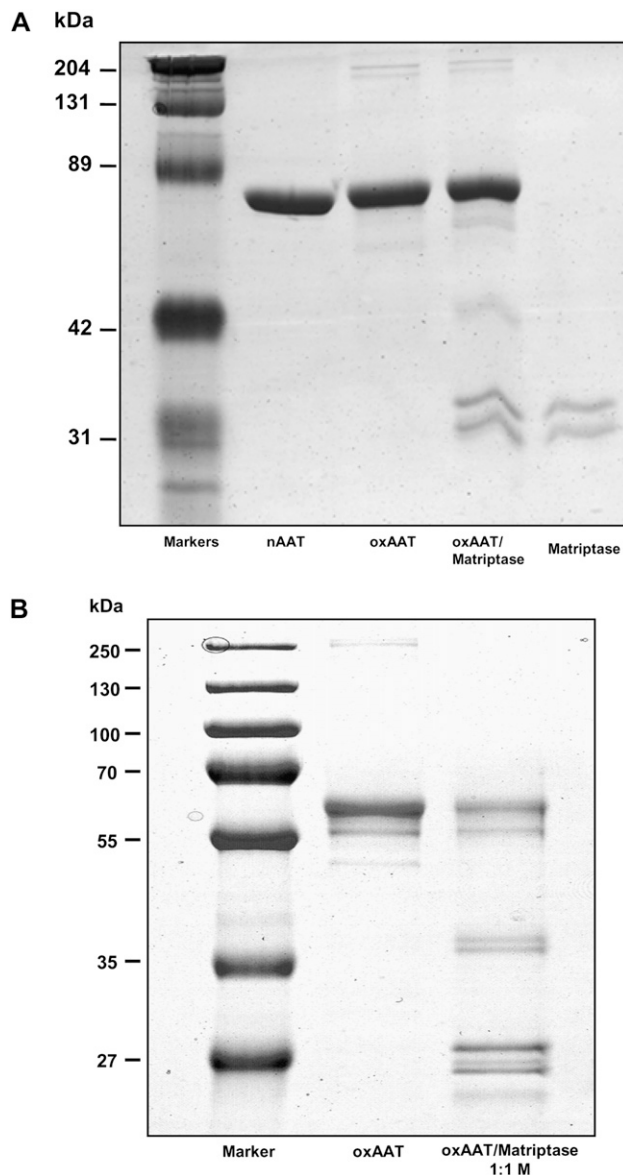 A
kDa
204
131
89
42
31
Markers nAAT oxAAT oxAAT/ Matriptase
Matriptase
B
kDa
250
130
100
70
55
35
27
Marker oxAAT oxAAT/Matriptase
1:1 M